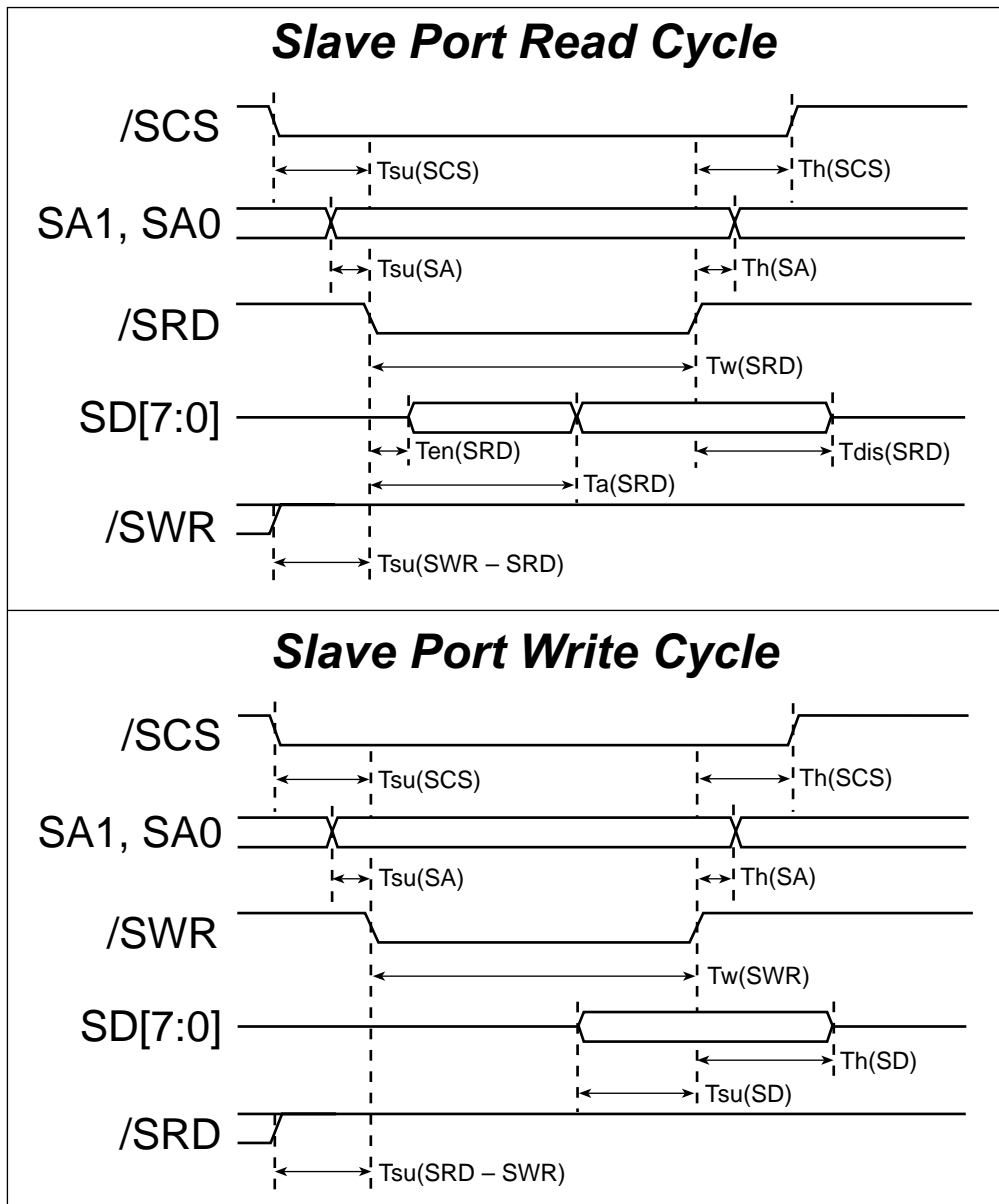 Slave Port Read Cycle
/SCS
Tsu(SCS)
Th(SCS)
SA1, SA0
Tsu(SA)
Th(SA)
/SRD
Tw(SRD)
SD[7:0]
Ten(SRD)
Tdis(SRD)
Ta(SRD)
/SWR
Tsu(SWR – SRD)
Slave Port Write Cycle
/SCS
Tsu(SCS)
Th(SCS)
SA1, SA0
Tsu(SA)
Th(SA)
/SWR
Tw(SWR)
SD[7:0]
Th(SD)
Tsu(SD)
/SRD
Tsu(SRD – SWR)